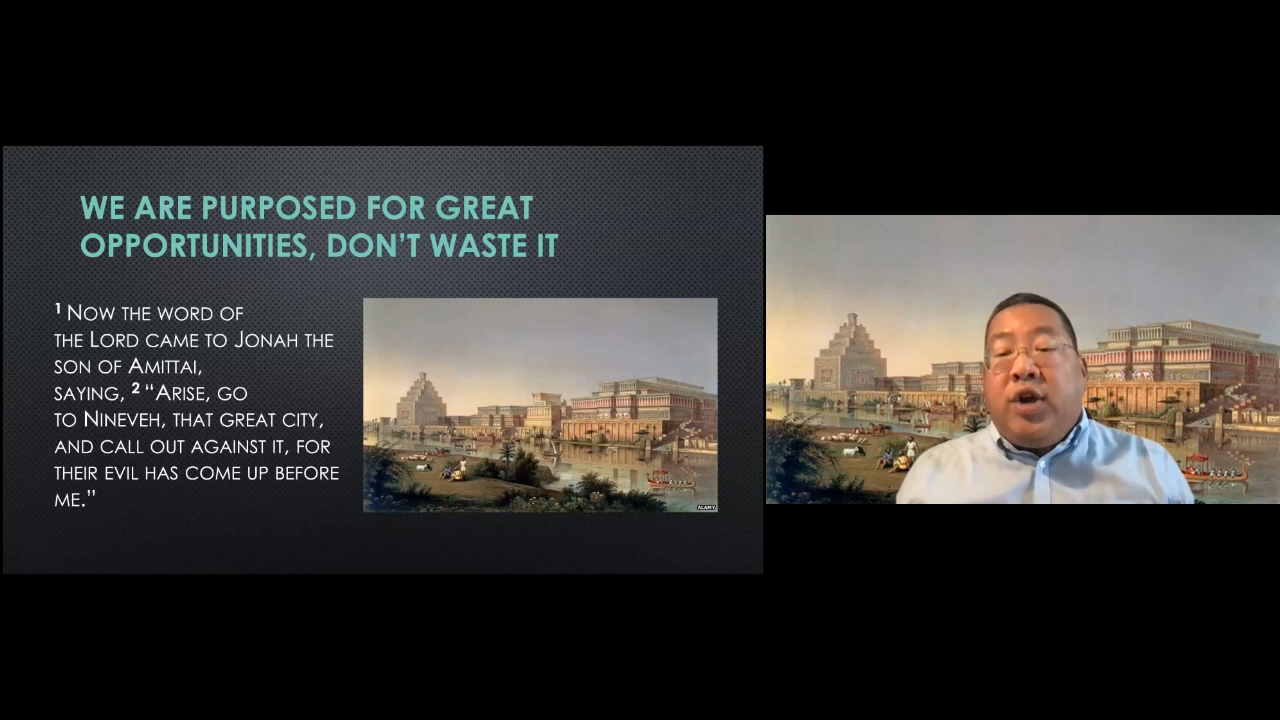 WE ARE PURPOSED FOR GREAT
OPPORTUNITIES, DON’T WASTE IT
1 NOW THE WORD OF
THE LORD CAME TO JONAH THE
SON OF AMITTAI,
SAYING, 2 “ARISE, GO
TO NINEVEH, THAT GREAT CITY,
AND CALL OUT AGAINST IT, FOR
THEIR EVIL HAS COME UP BEFORE
ME.”
ALAMY